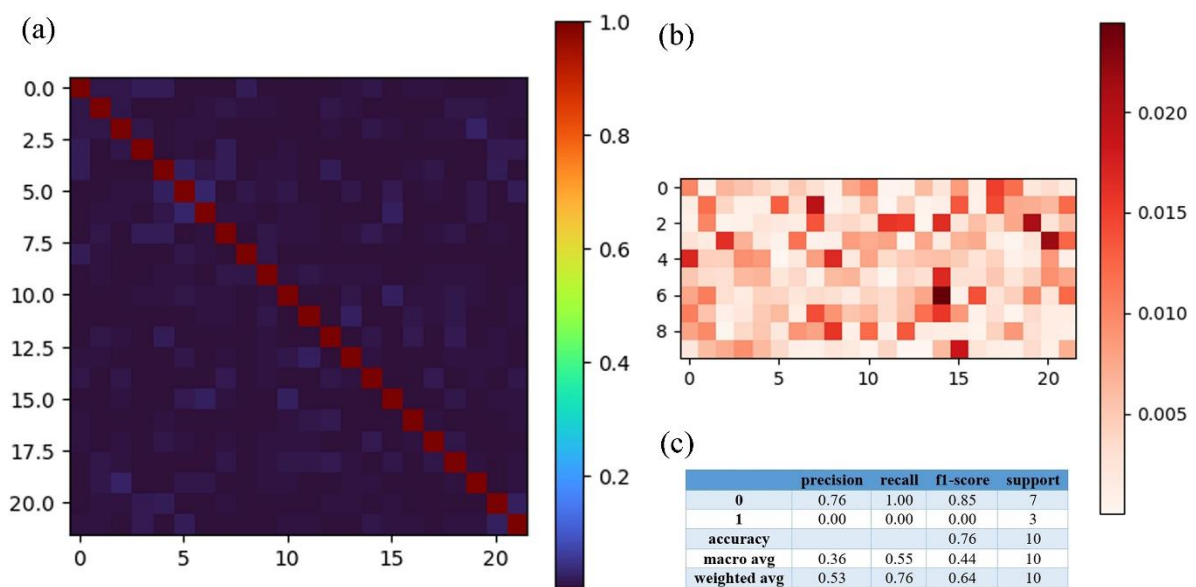 (a)
1.0
0.8
0.6
0.4
0.2
0.0
2.5
5.0
7.5
10.0
12.5
15.0
17.5
20.0
0 5 10 15 20
(b)
0.020
0.015
0.010
0.005
0
2
4
6
8
0 5 10 15 20
(c)
precision recall f1-score support
0 0.76 1.00 0.85 7
1 0.00 0.00 0.00 3
accuracy 0.76 10
macro avg 0.36 0.55 0.44 10
weighted avg 0.53 0.76 0.64 10